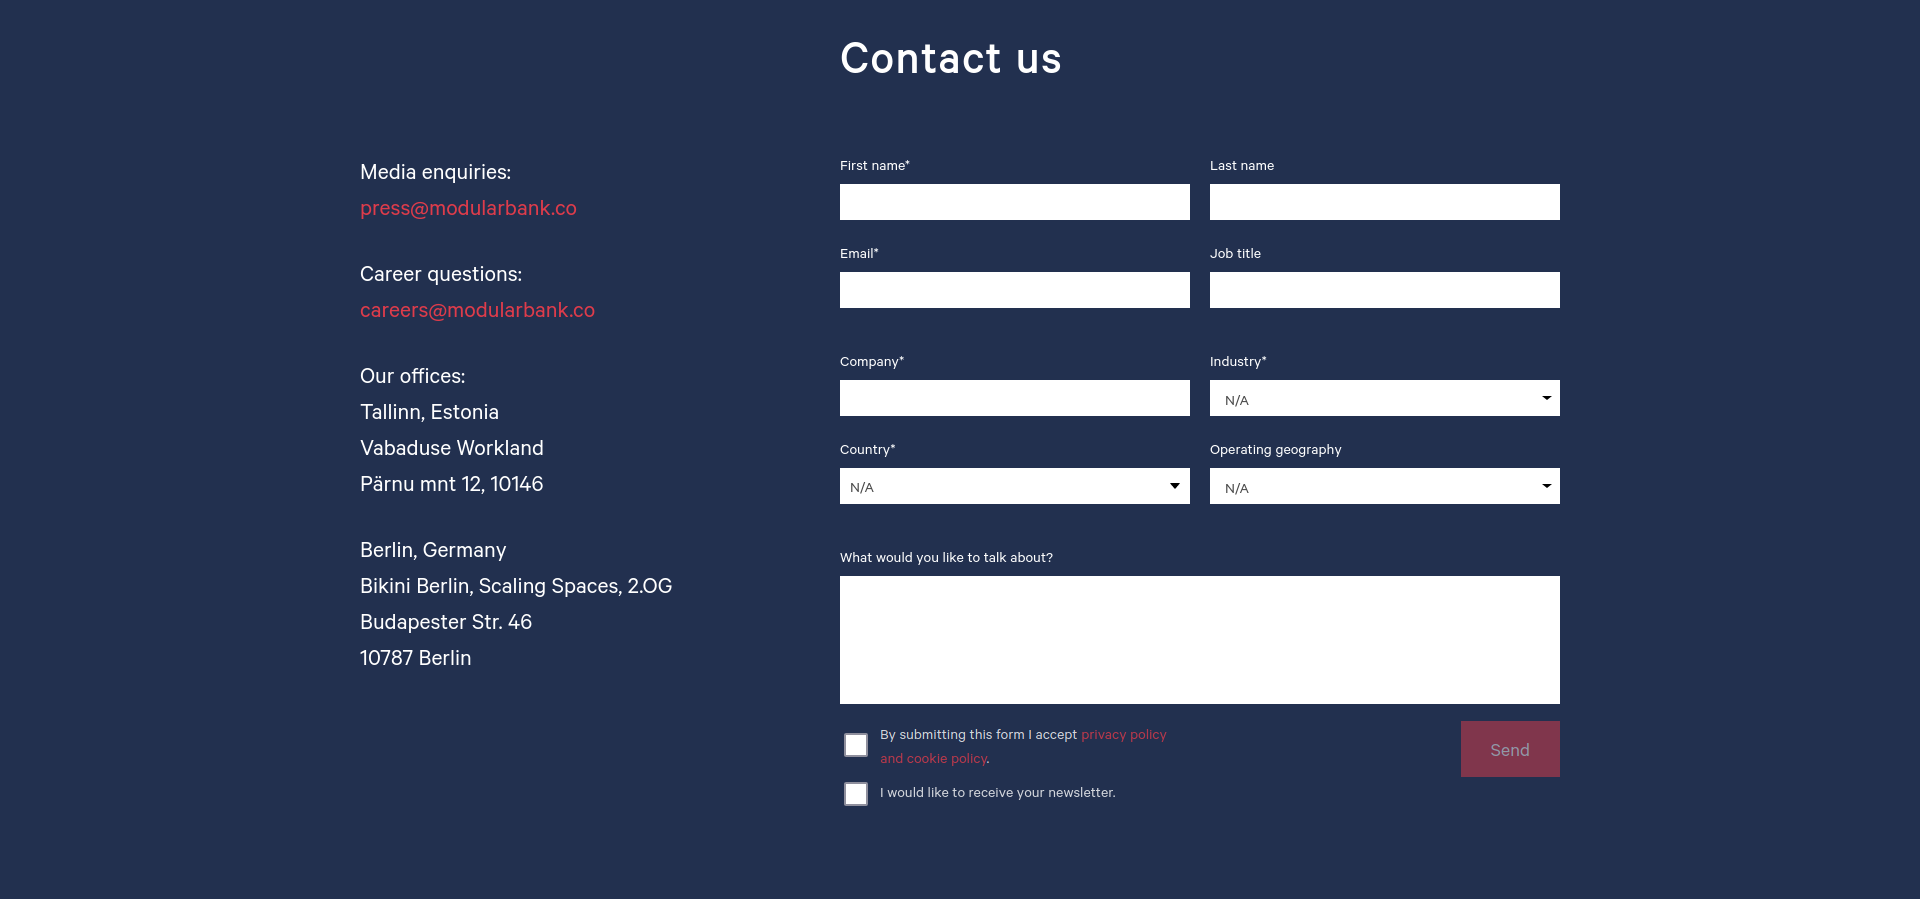 Contact us
Media enquiries:
press@modularbank.co
Career questions:
careers@modularbank.co
Our offices:
Tallinn, Estonia
Vabaduse Workland
Pärnu mnt 12, 10146
Berlin, Germany
Bikini Berlin, Scaling Spaces, 2.OG
Budapester Str. 46
10787 Berlin
First name*
Last name
Email*
Job title
Company*
Industry*
N/A
Country*
Operating geography
N/A
N/A
What would you like to talk about?
By submitting this form I accept privacy policy
and cookie policy.
Send
I would like to receive your newsletter.